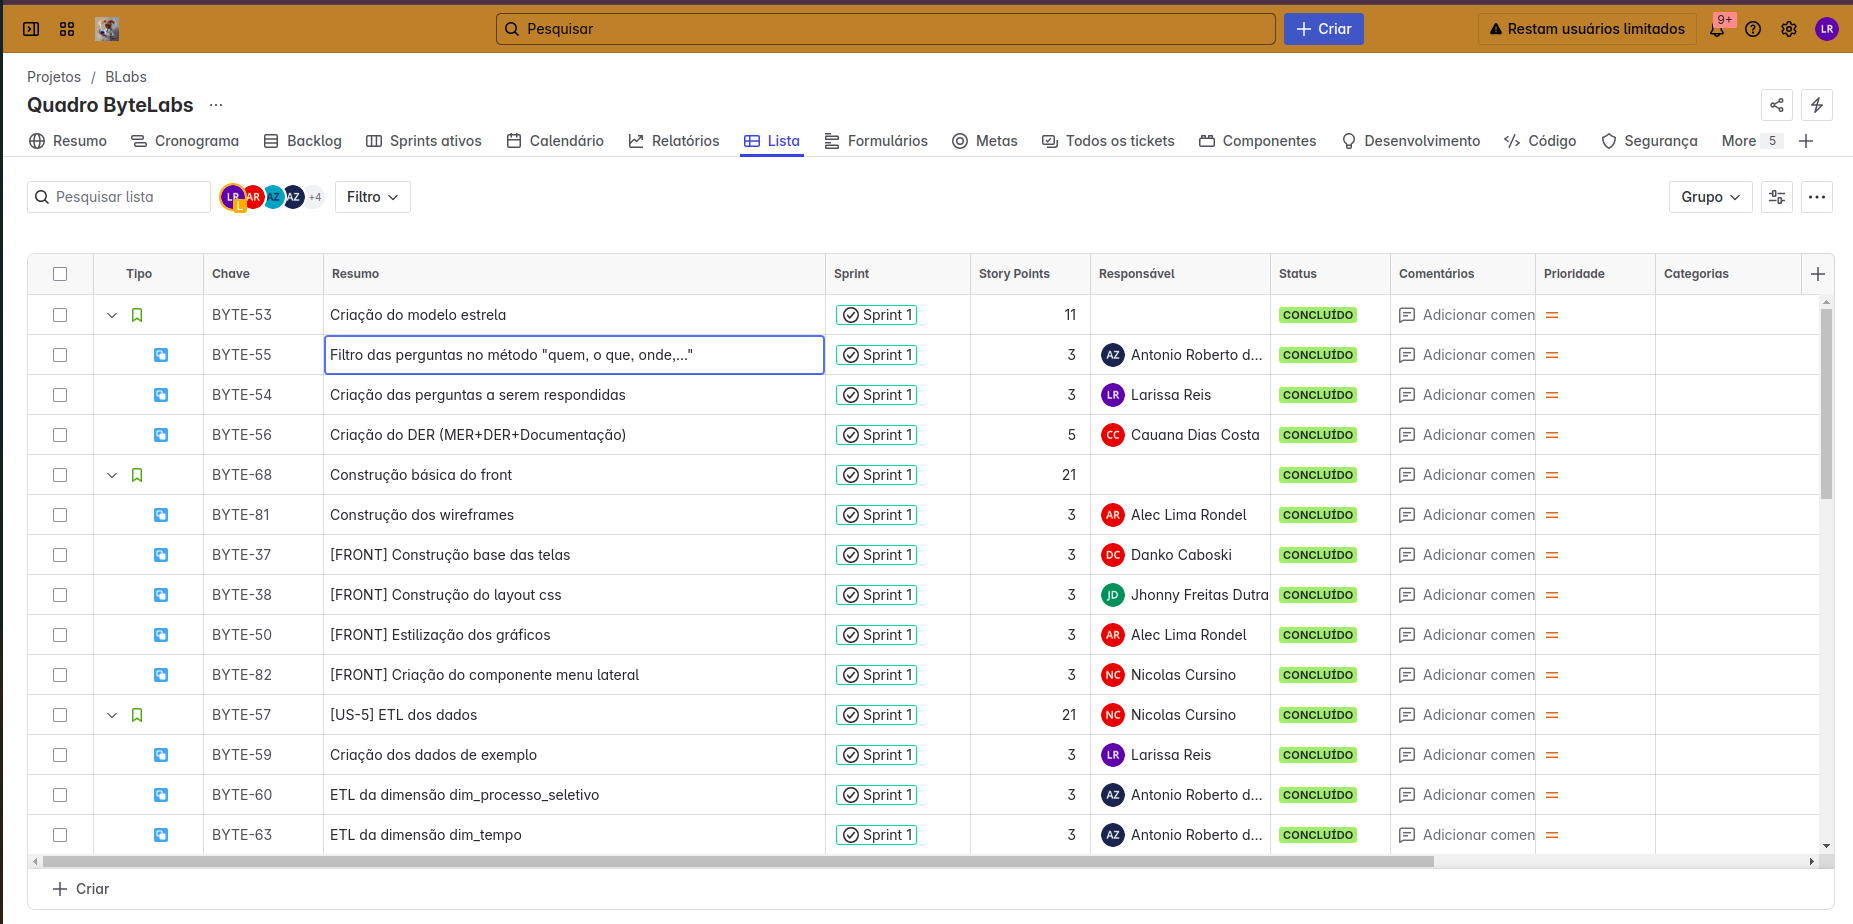 Pesquisar
Criar
Restam usuários limitados
9+
LR
Projetos / BLabs
Quadro ByteLabs ...
Resumo Cronograma Backlog Sprints ativos Calendário Relatórios Lista Formulários Metas Todos os tickets Componentes Desenvolvimento Código Segurança More 5
Pesquisar lista LR L AR AZ AZ +4 Filtro Grupo
Tipo Chave Resumo Sprint Story Points Responsável Status Comentários Prioridade Categorias
BYTE-53 Criação do modelo estrela Sprint 1 11 CONCLUÍDO Adicionar comen
BYTE-55 Filtro das perguntas no método "quem, o que, onde,..." Sprint 1 3 AZ Antonio Roberto d... CONCLUÍDO Adicionar comen
BYTE-54 Criação das perguntas a serem respondidas Sprint 1 3 LR Larissa Reis CONCLUÍDO Adicionar comen
BYTE-56 Criação do DER (MER+DER+Documentação) Sprint 1 5 CC Cauana Dias Costa CONCLUÍDO Adicionar comen
BYTE-68 Construção básica do front Sprint 1 21 CONCLUÍDO Adicionar comen
BYTE-81 Construção dos wireframes Sprint 1 3 AR Alec Lima Rondel CONCLUÍDO Adicionar comen
BYTE-37 [FRONT] Construção base das telas Sprint 1 3 DC Danko Caboski CONCLUÍDO Adicionar comen
BYTE-38 [FRONT] Construção do layout css Sprint 1 3 JD Jhonny Freitas Dutra CONCLUÍDO Adicionar comen
BYTE-50 [FRONT] Estilização dos gráficos Sprint 1 3 AR Alec Lima Rondel CONCLUÍDO Adicionar comen
BYTE-82 [FRONT] Criação do componente menu lateral Sprint 1 3 NC Nicolas Cursino CONCLUÍDO Adicionar comen
BYTE-57 [US-5] ETL dos dados Sprint 1 21 NC Nicolas Cursino CONCLUÍDO Adicionar comen
BYTE-59 Criação dos dados de exemplo Sprint 1 3 LR Larissa Reis CONCLUÍDO Adicionar comen
BYTE-60 ETL da dimensão dim_processo_seletivo Sprint 1 3 AZ Antonio Roberto d... CONCLUÍDO Adicionar comen
BYTE-63 ETL da dimensão dim_tempo Sprint 1 3 AZ Antonio Roberto d... CONCLUÍDO Adicionar comen
Criar